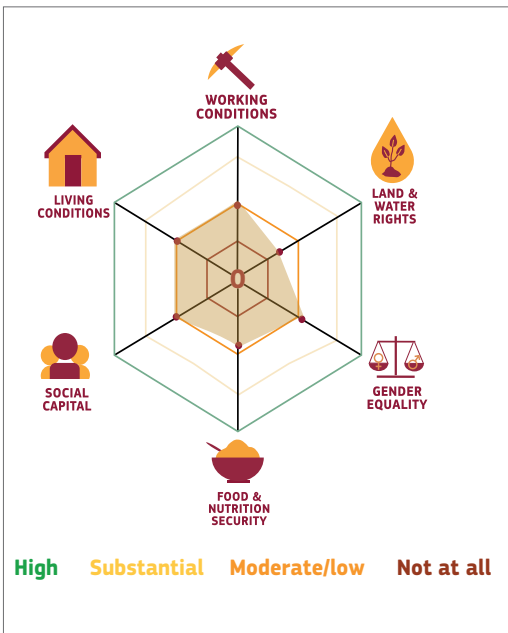 WORKING
CONDITIONS
LAND &
WATER
RIGHTS
LIVING
CONDITIONS
0
SOCIAL
CAPITAL
GENDER
EQUALITY
FOOD &
NUTRITION
SECURITY
High Substantial Moderate/low Not at all